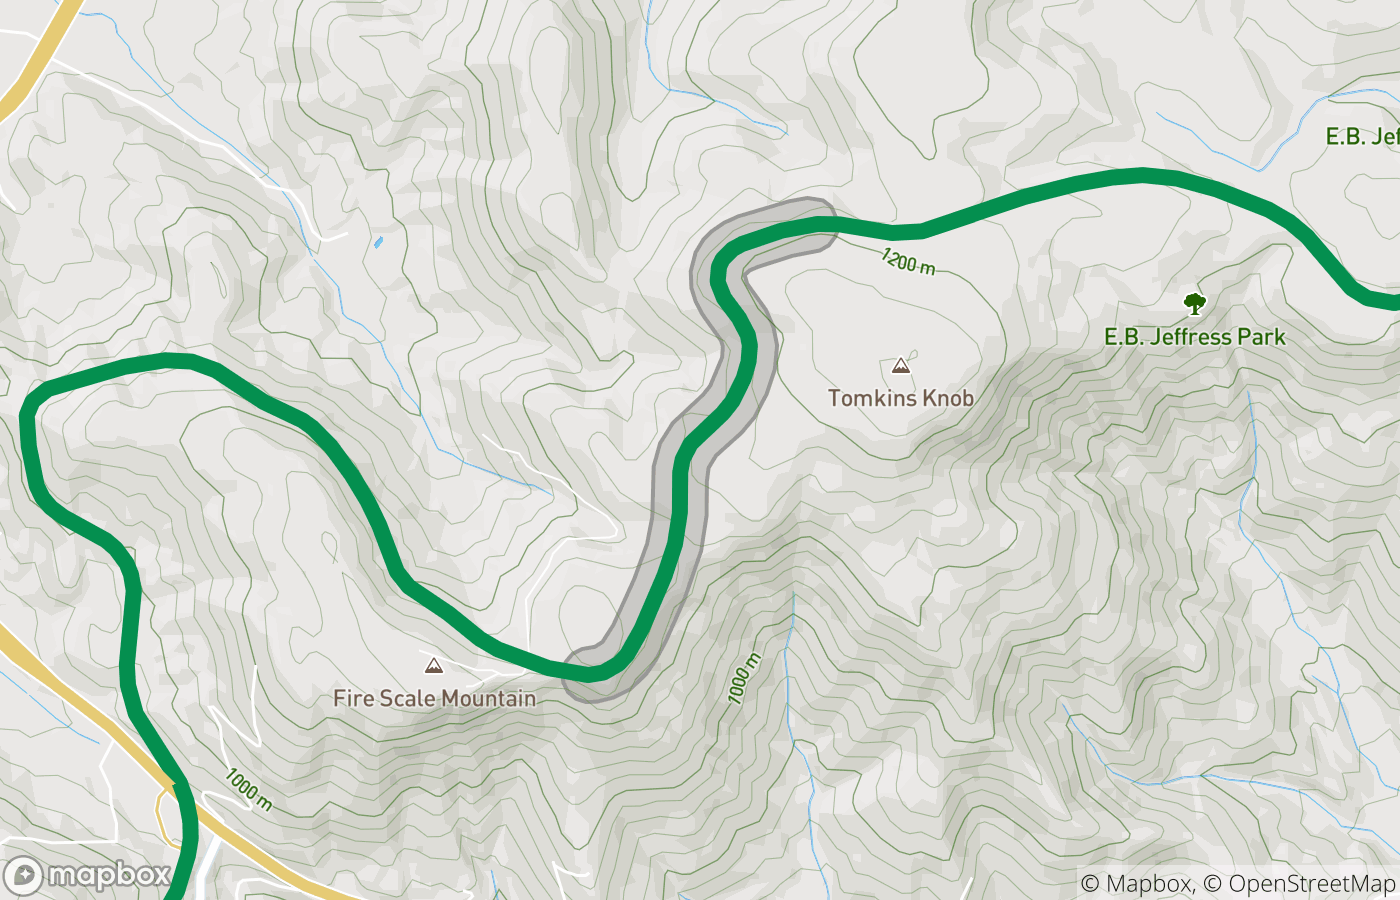 E.B. Jef
1200 m
E.B. Jeffress Park
Tomkins Knob
Fire Scale Mountain
1000 m
1000 m
mapbox
© Mapbox, © OpenStreetMap